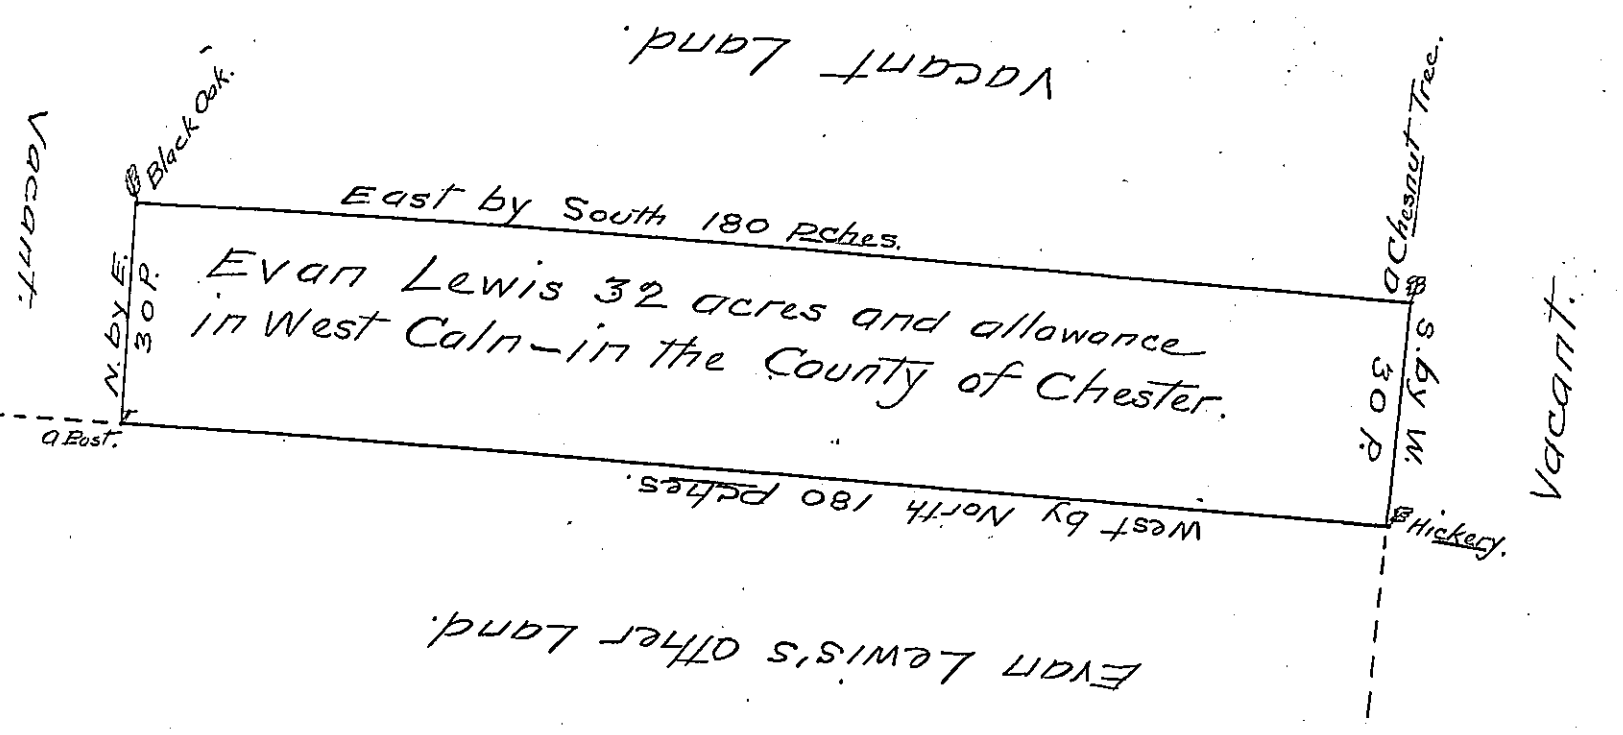 Vacant Land.
Vacant.
Black Oak.
a Chesnut Tree.
East by South 180 Pches.
N. by E.
30 P.
Evan Lewis 32 acres and allowance
in West Caln - in the County of Chester.
S. by W.
30 P.
Vacant.
a Post.
West by North 180 pches.
Hickery.
Evan Lewis's other Land.